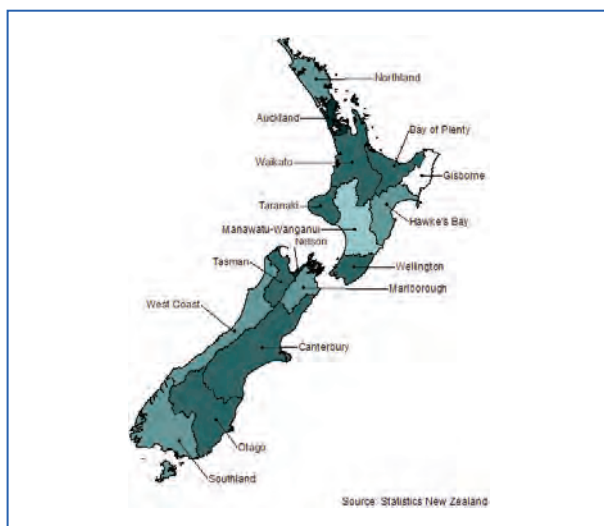 Northland
Auckland
Bay of Plenty
Waikato
Gisborne
Taranaki
Hawke's Bay
Manawatu-Wanganui
Nelson
Tasman
Wellington
Marlborough
West Coast
Canterbury
Otago
Southland
Source: Statistics New Zealand